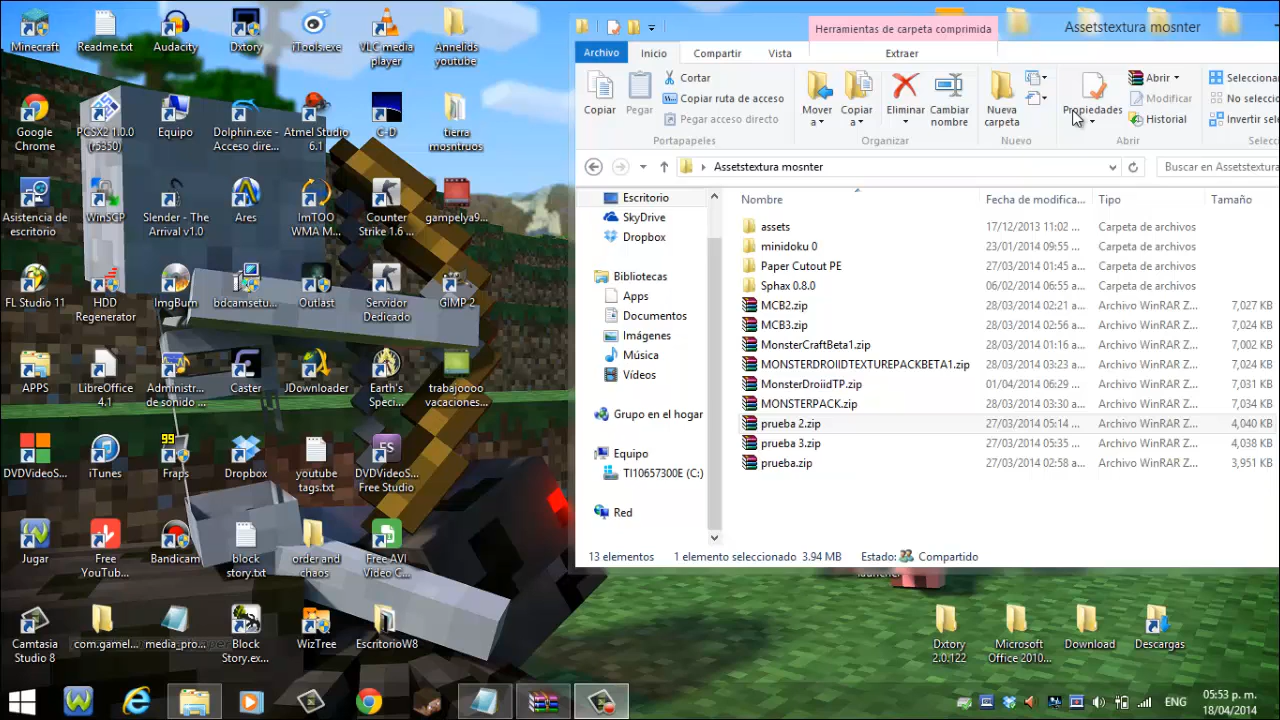 Minecraft
Readme.txt
Audacity
Dxtory
iTools.exe
VLC media
player
Annelids
youtube
Google
Chrome
PCSX2 1.0.0
(r5350)
Equipo
Dolphin.exe -
Acceso dire...
Atmel Studio
6.1
C-D
tierra
mosntruos
Asistencia de
escritorio
WinSCP
Slender - The
Arrival v1.0
Ares
ImTOO
WMA M...
Counter
Strike 1.6 ...
gampelya9...
FL Studio 11
HDD
Regenerator
ImgBurn
bdcamsetu...
Outlast
Servidor
Dedicado
GIMP 2
APPS
LibreOffice
4.1
Administr...
de sonido ...
Caster
JDownloader
Earth's
Speci...
trabajoooo
vacaciones...
DVDVideoS...
iTunes
99
Fraps
Dropbox
youtube
tags.txt
FS
DVDVideoS...
Free Studio
Jugar
Free
YouTub...
Bandicam
block
story.txt
order and
chaos
Free AVI
Video C...
Camtasia
Studio 8
com.gamel...
media_pro...
Block
Story.ex...
WizTree
EscritorioW8
Herramientas de carpeta comprimida
Assetstextura mosnter
Archivo
Inicio
Compartir
Vista
Extraer
Copiar
Pegar
Cortar
Copiar ruta de acceso
Pegar acceso directo
Portapapeles
Mover
a
Copiar
a
Eliminar
Cambiar
nombre
Organizar
Nueva
carpeta
Nuevo
Propiedades
Abrir
Modificar
Historial
Abrir
Selecciona
No selecci
Invertir sele
Selecc
Assetstextura mosnter
Buscar en Assetstextura
Escritorio
SkyDrive
Dropbox
Bibliotecas
Apps
Documentos
Imágenes
Música
Vídeos
Grupo en el hogar
Equipo
TI10657300E (C:)
Red
Nombre
Fecha de modifica...
Tipo
Tamaño
assets 17/12/2013 11:02 ... Carpeta de archivos
minidoku 0 23/01/2014 09:55 ... Carpeta de archivos
Paper Cutout PE 27/03/2014 01:45 a... Carpeta de archivos
Sphax 0.8.0 06/02/2014 06:55 ... Carpeta de archivos
MCB2.zip 28/03/2014 02:21 a... Archivo WinRAR Z... 7,027 KB
MCB3.zip 28/03/2014 02:56 a... Archivo WinRAR Z... 7,024 KB
MonsterCraftBeta1.zip 28/03/2014 01:16 a... Archivo WinRAR Z... 7,002 KB
MONSTERDROIIDTEXTUREPACKBETA1.zip 28/03/2014 03:23 a... Archivo WinRAR Z... 7,024 KB
MonsterDroiidTP.zip 01/04/2014 06:29 ... Archivo WinRAR Z... 7,031 KB
MONSTERPACK.zip 28/03/2014 03:30 a... Archivo WinRAR Z... 7,034 KB
prueba 2.zip 27/03/2014 05:14 ... Archivo WinRAR Z... 4,040 KB
prueba 3.zip 27/03/2014 05:35 ... Archivo WinRAR Z... 4,038 KB
prueba.zip 27/03/2014 02:58 a... Archivo WinRAR Z... 3,951 KB
13 elementos
1 elemento seleccionado 3.94 MB
Estado:
Compartido
launcher
Dxtory
2.0.122
Microsoft
Office 2010...
Download
Descargas
ENG
05:53 p. m.
18/04/2014